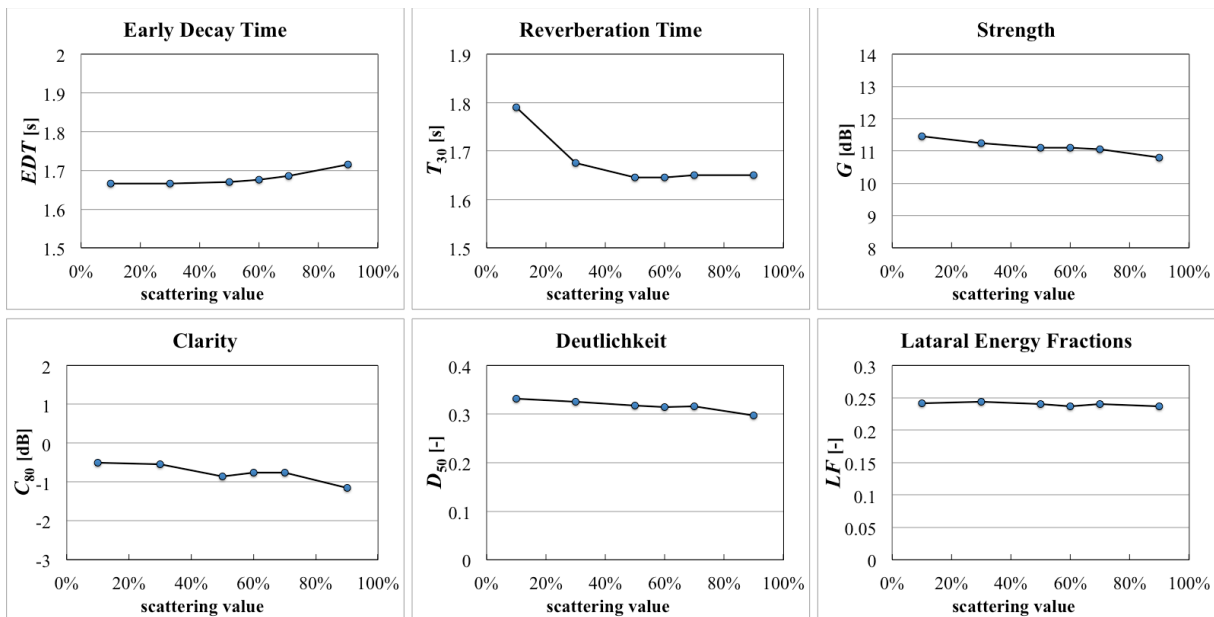 Early Decay Time
2
1.9
1.8
1.7
1.6
1.5
EDT [s]
0% 20% 40% 60% 80% 100%
scattering value
Reverberation Time
1.9
1.8
1.7
1.6
1.5
T30 [s]
0% 20% 40% 60% 80% 100%
scattering value
Strength
14
13
12
11
10
9
8
G [dB]
0% 20% 40% 60% 80% 100%
scattering value
Clarity
2
1
0
-1
-2
-3
C80 [dB]
0% 20% 40% 60% 80% 100%
scattering value
Deutlichkeit
0.4
0.3
0.2
0.1
0
D50 [-]
0% 20% 40% 60% 80% 100%
scattering value
Lataral Energy Fractions
0.3
0.25
0.2
0.15
0.1
0.05
0
LF [-]
0% 20% 40% 60% 80% 100%
scattering value